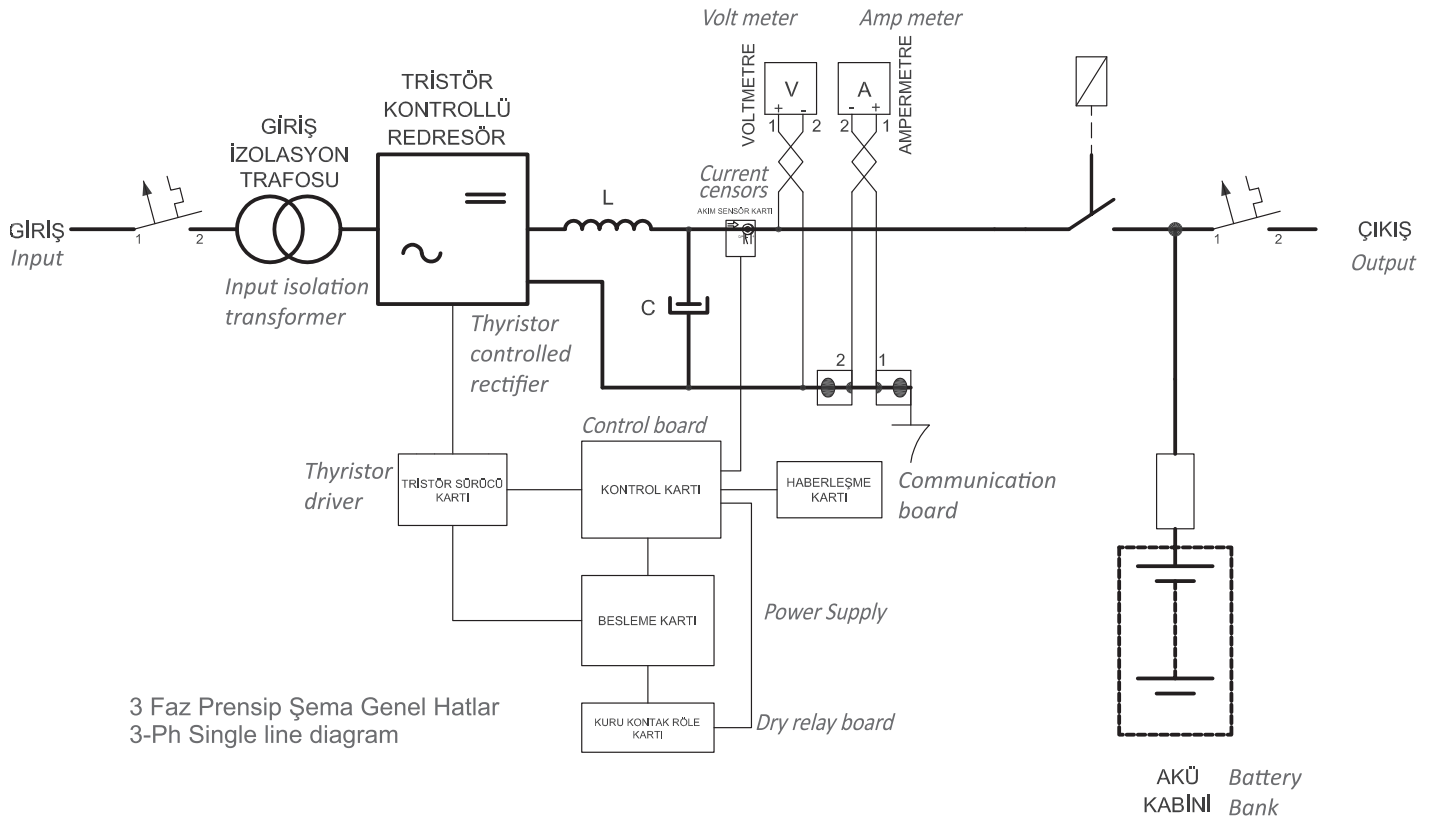 Volt meter
Amp meter
VOLTMETRE
V
+ -
1 2
A
- +
2 1
AMPERMETRE
TRİSTÖR
KONTROLLÜ
REDRESÖR
GİRİŞ
İZOLASYON
TRAFOSU
Current
censors
AKIM SENSÖR KARTI
L
GİRİŞ
Input
1 2
Input isolation
transformer
C
Thyristor
controlled
rectifier
1 2
ÇIKIŞ
Output
2 1
Control board
Thyristor
driver
TRİSTÖR SÜRÜCÜ
KARTI
KONTROL KARTI
HABERLEŞME
KARTI
Communication
board
BESLEME KARTI
Power Supply
KURU KONTAK RÖLE
KARTI
Dry relay board
3 Faz Prensip Şema Genel Hatlar
3-Ph Single line diagram
AKÜ
KABİNİ
Battery
Bank